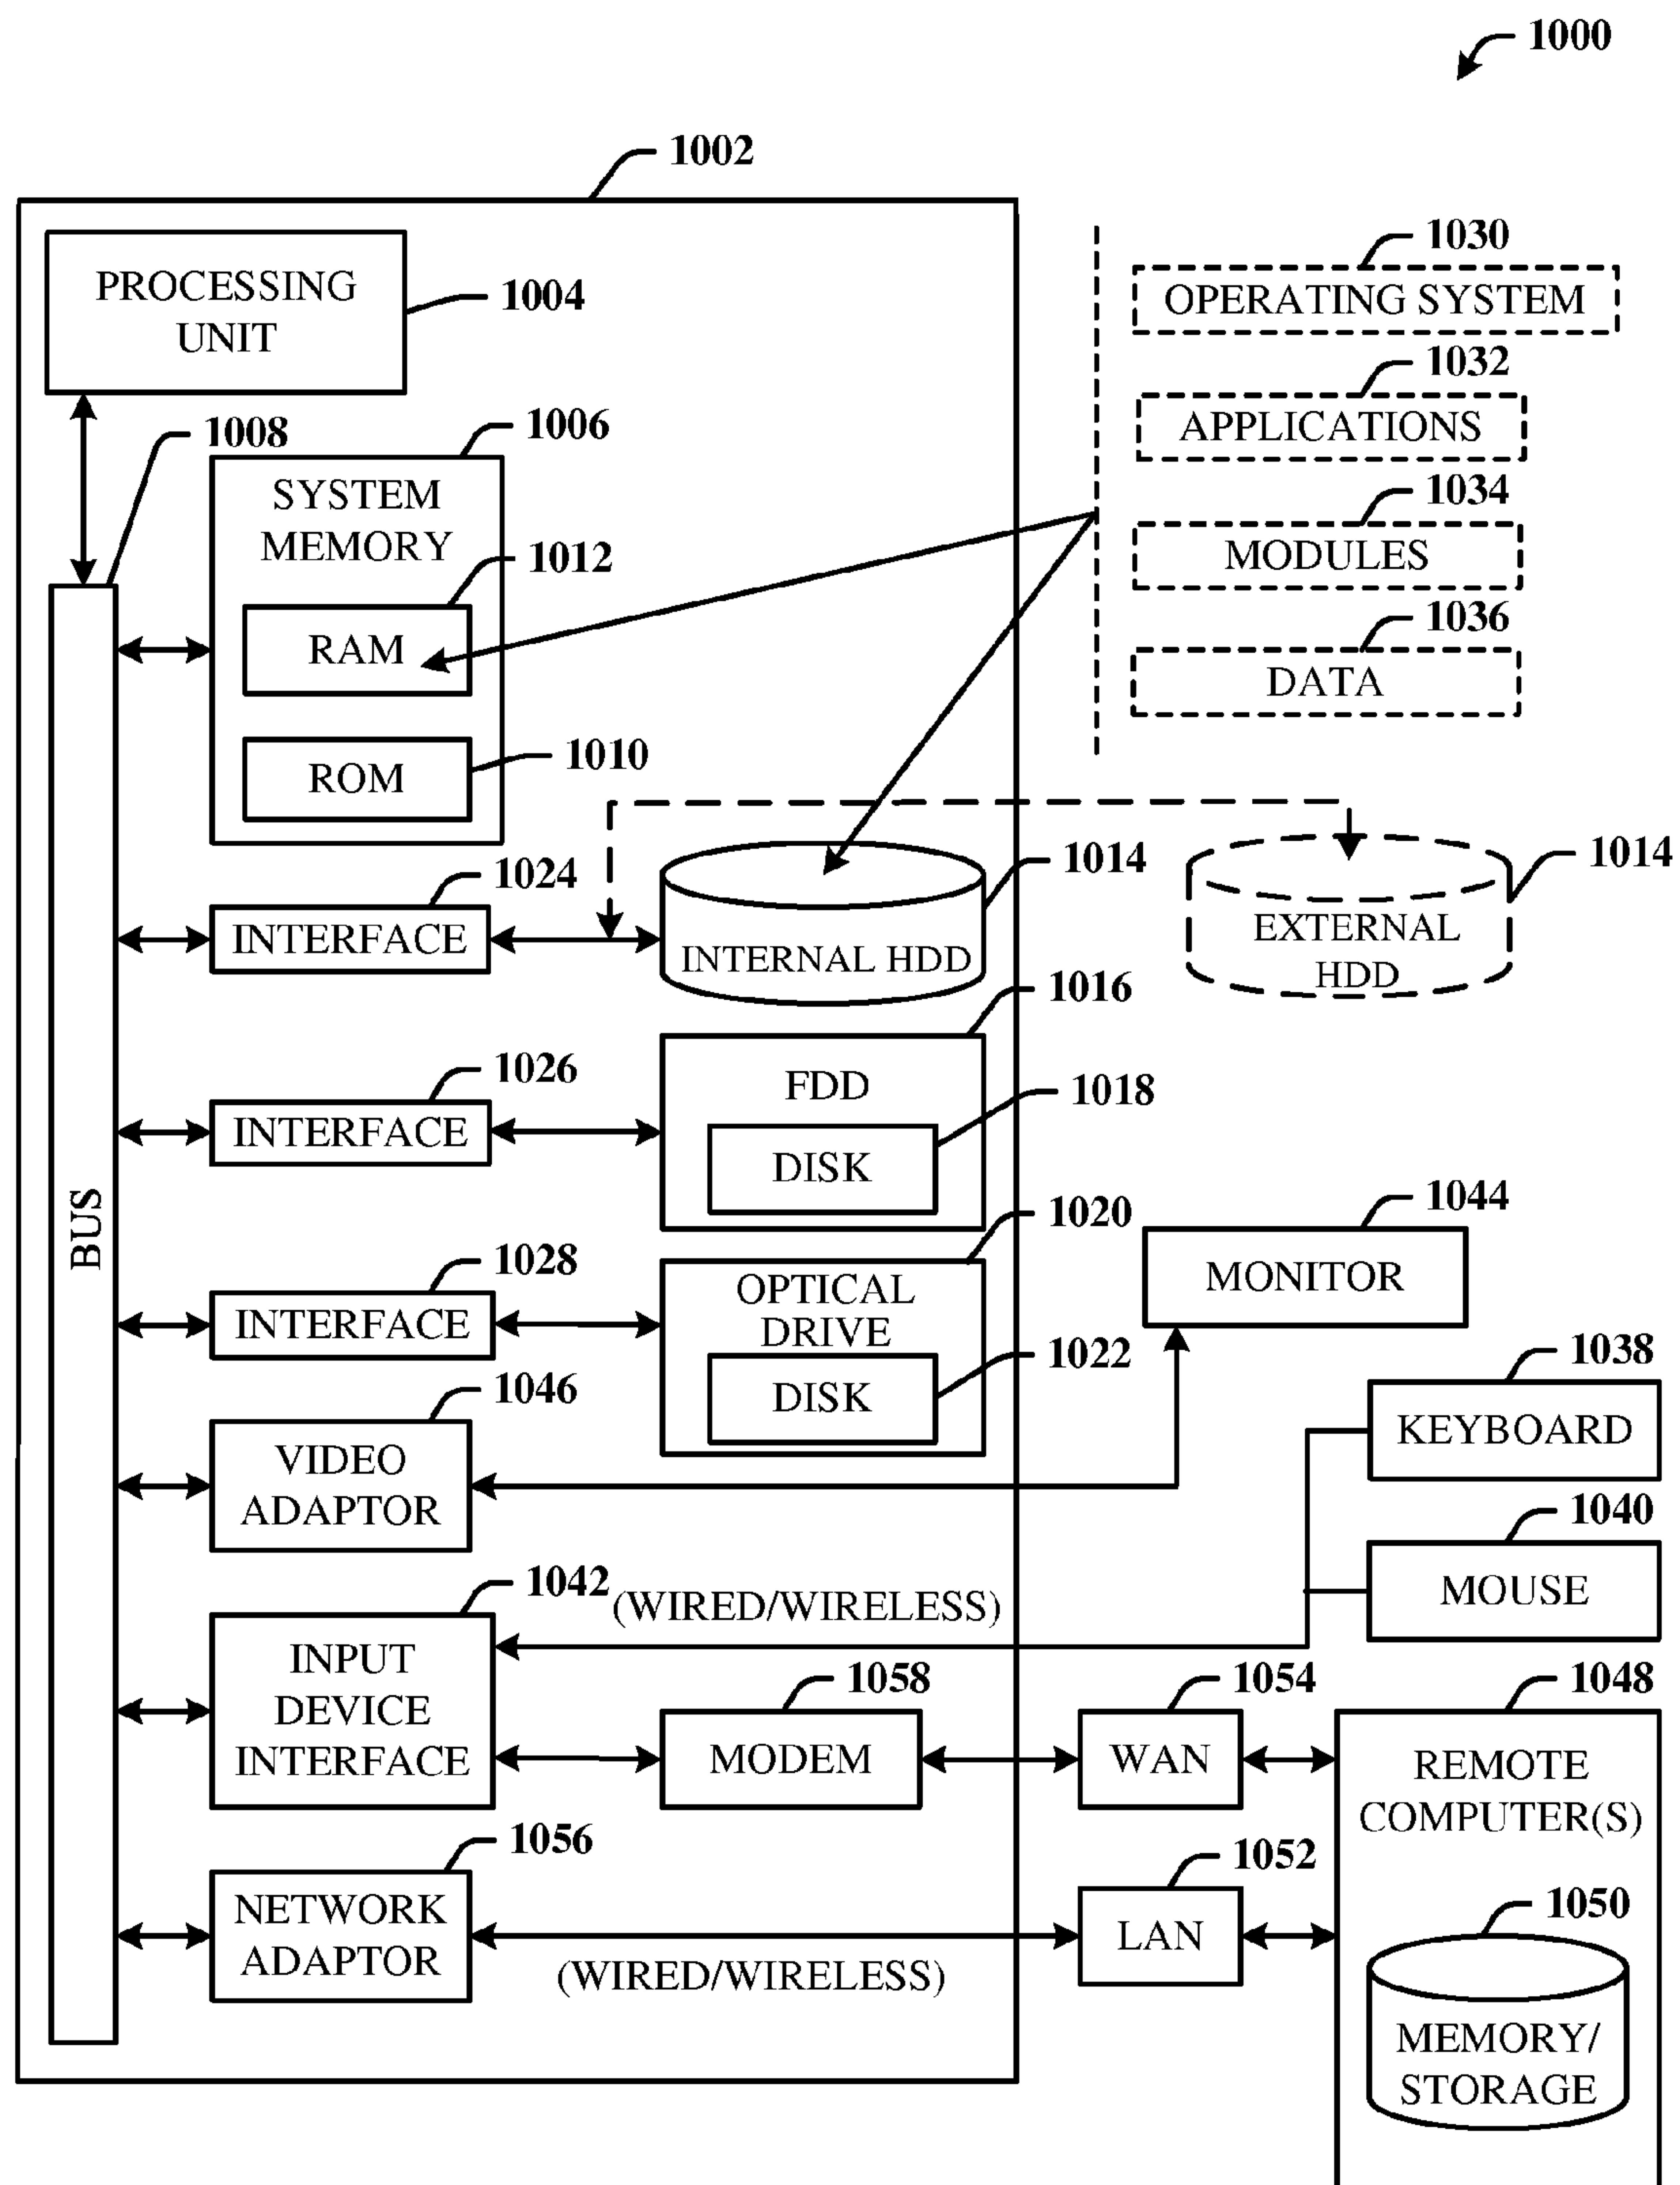 1000
1002
PROCESSING
UNIT
1004
1030
OPERATING SYSTEM
1032
APPLICATIONS
1034
MODULES
1036
DATA
1008
1006
SYSTEM
MEMORY
1012
RAM
1010
ROM
1024
INTERFACE
1014
INTERNAL HDD
1014
EXTERNAL
HDD
1016
FDD
1018
DISK
1026
INTERFACE
BUS
1020
OPTICAL
DRIVE
1022
DISK
1028
INTERFACE
1044
MONITOR
1046
VIDEO
ADAPTOR
1038
KEYBOARD
1040
MOUSE
1042
(WIRED/WIRELESS)
INPUT
DEVICE
INTERFACE
1058
MODEM
1054
WAN
1048
REMOTE
COMPUTER(S)
1056
NETWORK
ADAPTOR
(WIRED/WIRELESS)
1052
LAN
1050
MEMORY/
STORAGE